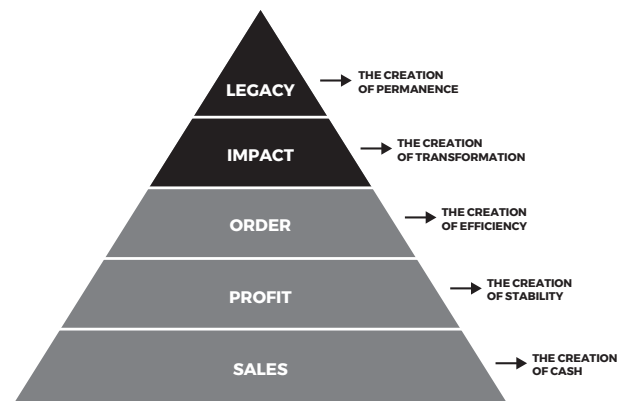 LEGACY
THE CREATION
OF PERMANENCE
IMPACT
THE CREATION
OF TRANSFORMATION
ORDER
THE CREATION
OF EFFICIENCY
PROFIT
THE CREATION
OF STABILITY
SALES
THE CREATION
OF CASH